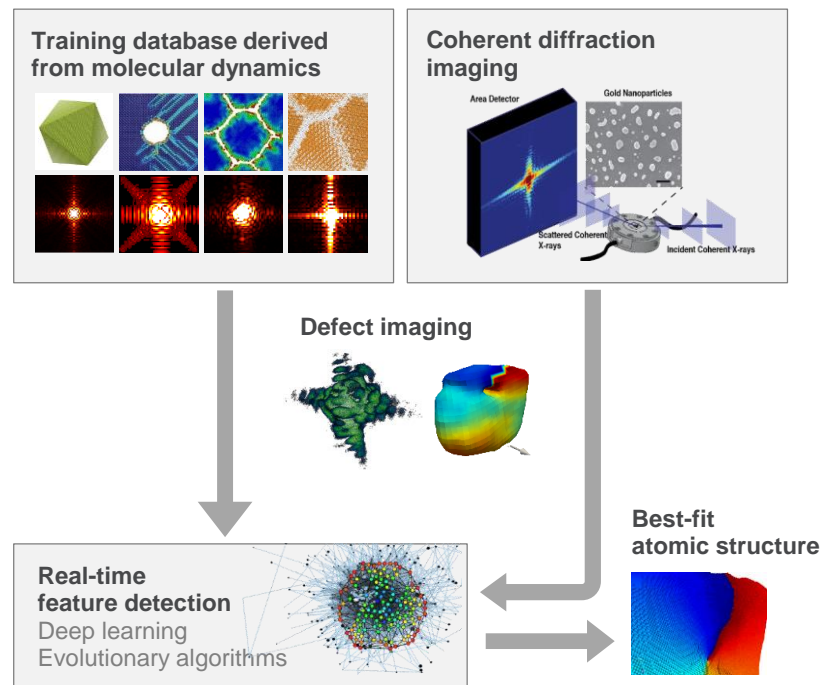 Training database derived
from molecular dynamics
Coherent diffraction
imaging
Area Detector
Gold Nanoparticles
Scattered Coherent
X-rays
Incident Coherent X-rays
Defect imaging
Best-fit
atomic structure
Real-time
feature detection
Deep learning
Evolutionary algorithms